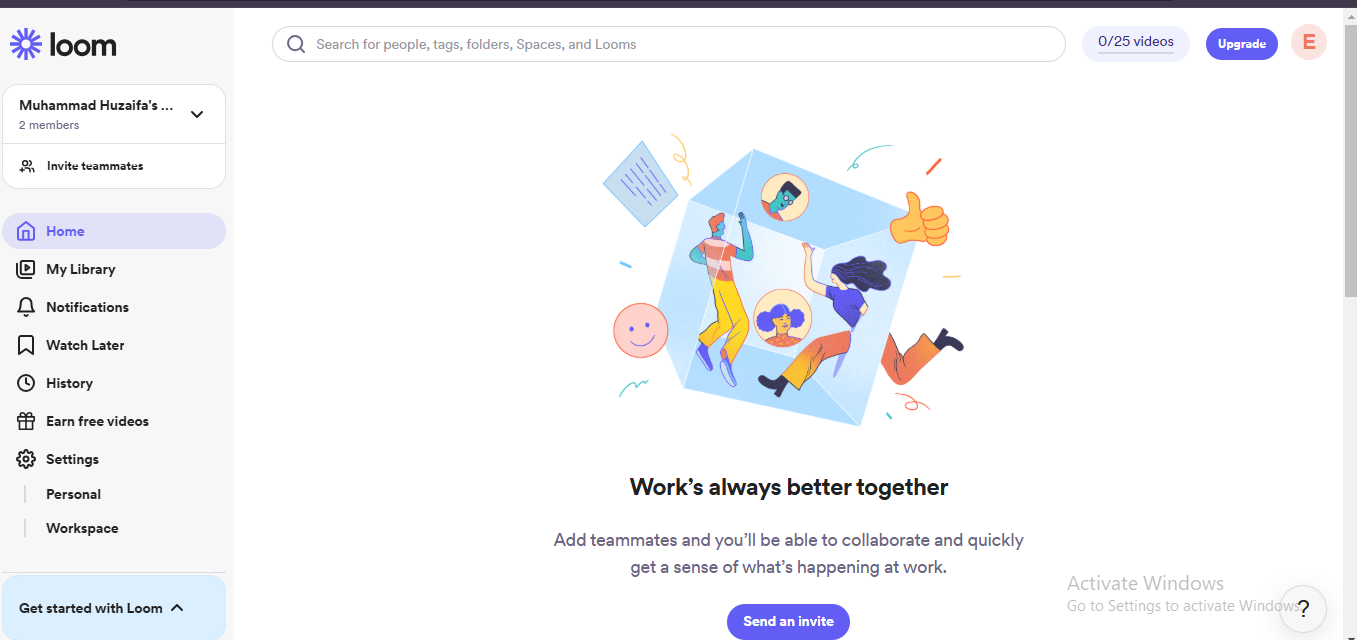 loom
Search for people, tags, folders, Spaces, and Looms
0/25 videos
Upgrade
E
Muhammad Huzaifa's ...
2 members
Invite teammates
Home
My Library
Notifications
Watch Later
History
Earn free videos
Settings
Personal
Workspace
Get started with Loom
Work's always better together
Add teammates and you'll be able to collaborate and quickly
get a sense of what's happening at work.
Send an invite
Activate Windows
Go to Settings to activate Windows
?